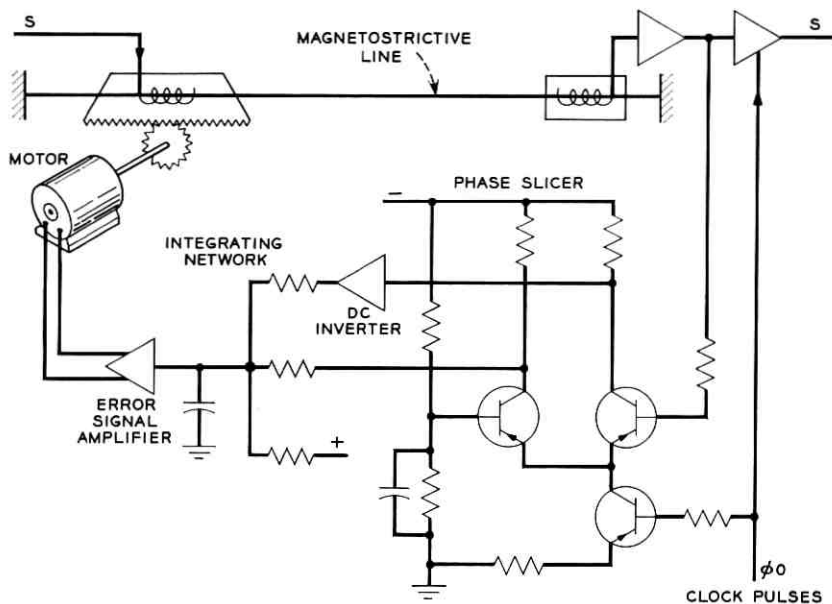 S
S
MAGNETOSTRICTIVE
LINE
MOTOR
PHASE SLICER
−
INTEGRATING
NETWORK
DC
INVERTER
ERROR
SIGNAL
AMPLIFIER
+
φ0
CLOCK PULSES